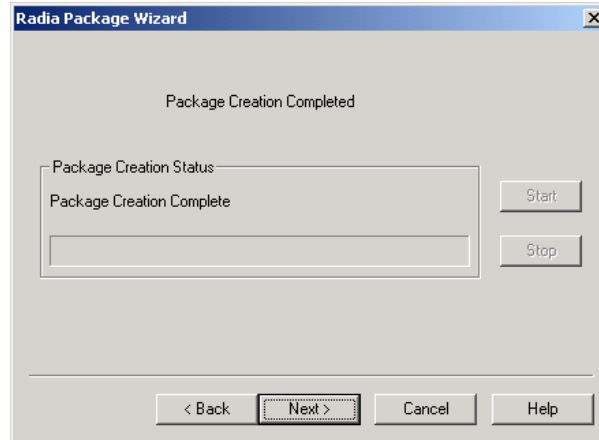 Radia Package Wizard
Package Creation Completed
Package Creation Status
Package Creation Complete
Start
Stop
< Back
Next >
Cancel
Help